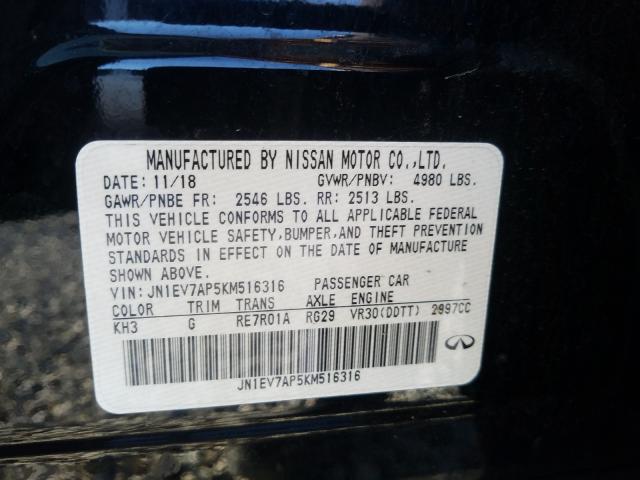 MANUFACTURED BY NISSAN MOTOR CO.,LTD.
DATE: 11/18 GVWR/PNBV: 4980 LBS.
GAWR/PNBE FR: 2546 LBS. RR: 2513 LBS.
THIS VEHICLE CONFORMS TO ALL APPLICABLE FEDERAL
MOTOR VEHICLE SAFETY,BUMPER,AND THEFT PREVENTION
STANDARDS IN EFFECT ON THE DATE OF MANUFACTURE
SHOWN ABOVE.
VIN: JN1EV7AP5KM516316 PASSENGER CAR
COLOR TRIM TRANS AXLE ENGINE
KH3 G RE7R01A RG29 VR30(DDTT) 2997CC
JN1EV7AP5KM516316